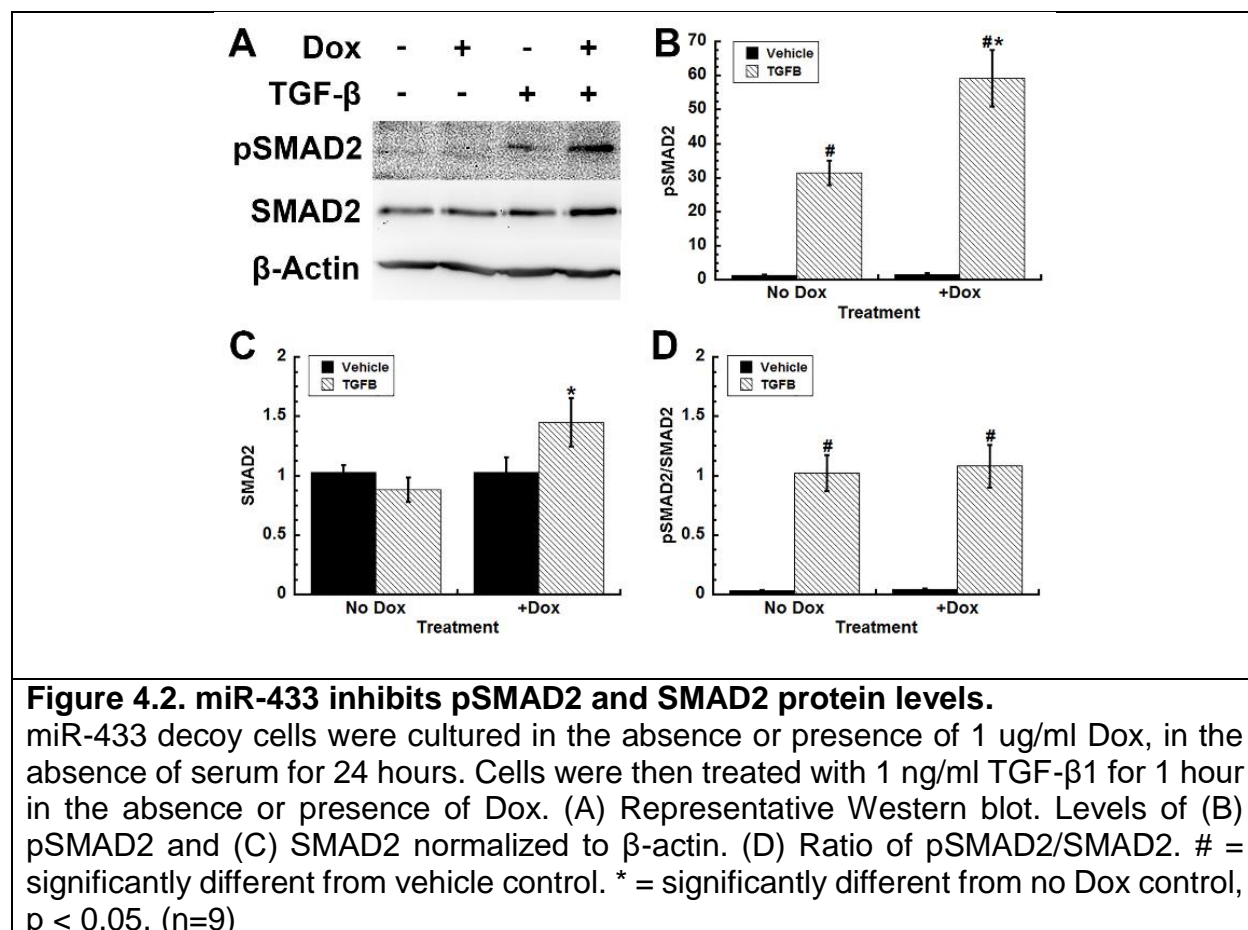 A Dox - + - +
TGF-β - - + +
pSMAD2
SMAD2
β-Actin
B
Vehicle
TGFB
#
#*
70
60
50
40
30
20
10
0
pSMAD2
No Dox
+Dox
Treatment
C
Vehicle
TGFB
*
2
1.5
1
0.5
0
SMAD2
No Dox
+Dox
Treatment
D
Vehicle
TGFB
#
#
2
1.5
1
0.5
0
pSMAD2/SMAD2
No Dox
+Dox
Treatment
Figure 4.2. miR-433 inhibits pSMAD2 and SMAD2 protein levels.
miR-433 decoy cells were cultured in the absence or presence of 1 ug/ml Dox, in the
absence of serum for 24 hours. Cells were then treated with 1 ng/ml TGF-β1 for 1 hour
in the absence or presence of Dox. (A) Representative Western blot. Levels of (B)
pSMAD2 and (C) SMAD2 normalized to β-actin. (D) Ratio of pSMAD2/SMAD2. # =
significantly different from vehicle control. * = significantly different from no Dox control,
p < 0.05. (n=9)